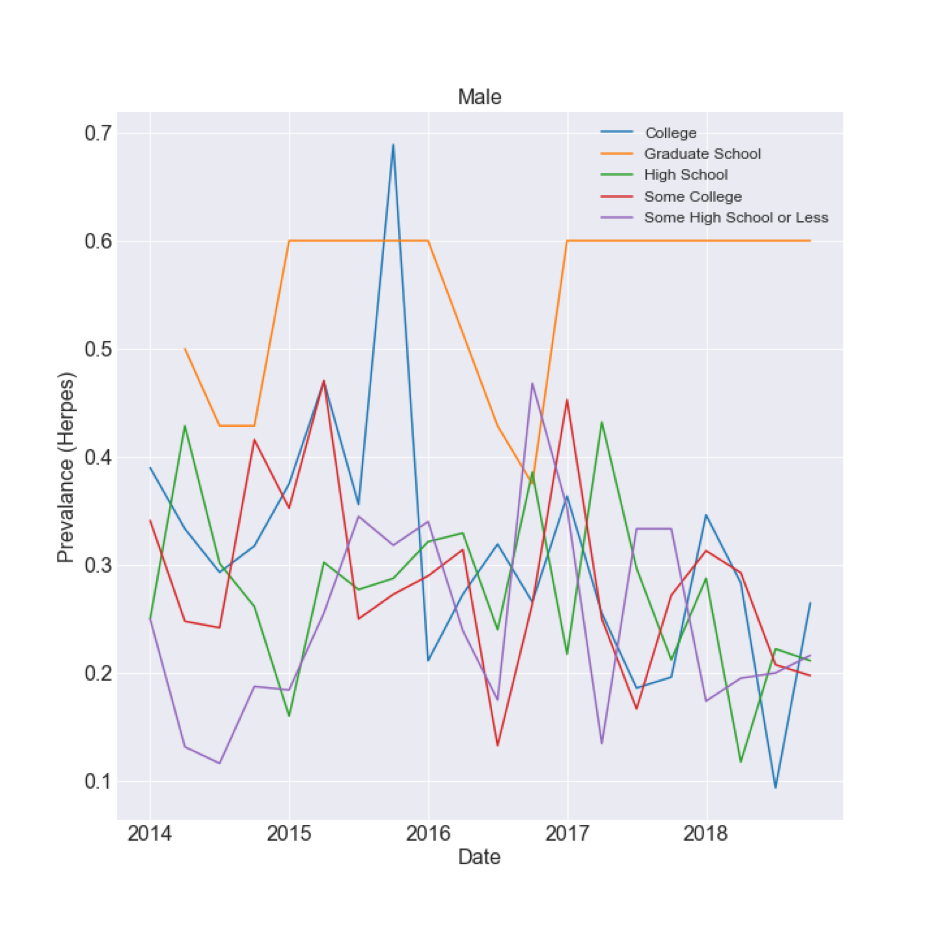 Male
0.7
0.6
0.5
0.4
0.3
0.2
0.1
Prevalance (Herpes)
College
Graduate School
High School
Some College
Some High School or Less
2014 2015 2016 2017 2018
Date